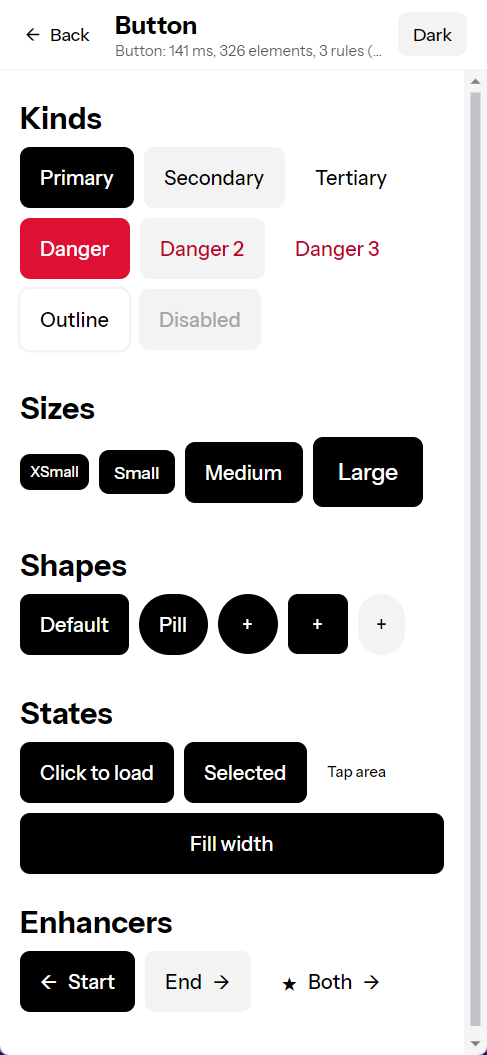 ← Back
Button
Button: 141 ms, 326 elements, 3 rules (...
Dark
Kinds
Primary
Secondary
Tertiary
Danger
Danger 2
Danger 3
Outline
Disabled
Sizes
XSmall
Small
Medium
Large
Shapes
Default
Pill
+
+
+
States
Click to load
Selected
Tap area
Fill width
Enhancers
← Start
End →
★ Both →